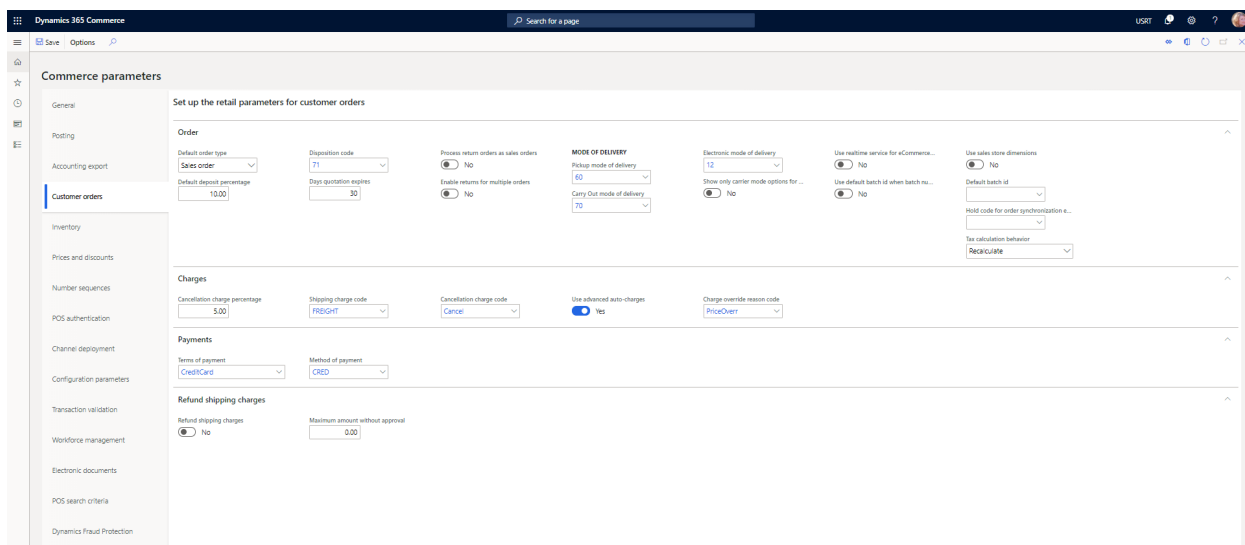 Dynamics 365 Commerce
Search for a page
USRT
Save Options
Commerce parameters
General
Posting
Accounting export
Customer orders
Inventory
Prices and discounts
Number sequences
POS authentication
Channel deployment
Configuration parameters
Transaction validation
Workforce management
Electronic documents
POS search criteria
Dynamics Fraud Protection
Set up the retail parameters for customer orders
Order
Default order type
Sales order
Default deposit percentage
10.00
Disposition code
71
Days quotation expires
30
Process return orders as sales orders
No
Enable returns for multiple orders
No
MODE OF DELIVERY
Pickup mode of delivery
60
Carry Out mode of delivery
70
Electronic mode of delivery
12
Show only carrier mode options for ...
No
Use realtime service for eCommerce...
No
Use default batch id when batch nu...
No
Use sales store dimensions
No
Default batch id
Hold code for order synchronization e...
Tax calculation behavior
Recalculate
Charges
Cancellation charge percentage
5.00
Shipping charge code
FREIGHT
Cancellation charge code
Cancel
Use advanced auto-charges
Yes
Charge override reason code
PriceOverr
Payments
Terms of payment
CreditCard
Method of payment
CRED
Refund shipping charges
Refund shipping charges
No
Maximum amount without approval
0.00